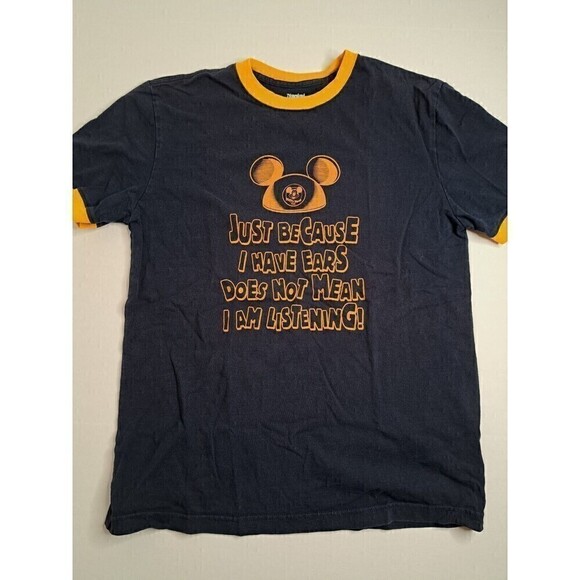 JUST BECAUSE
I HAVE EARS
DOES NOT MEAN
I AM LISTENING!